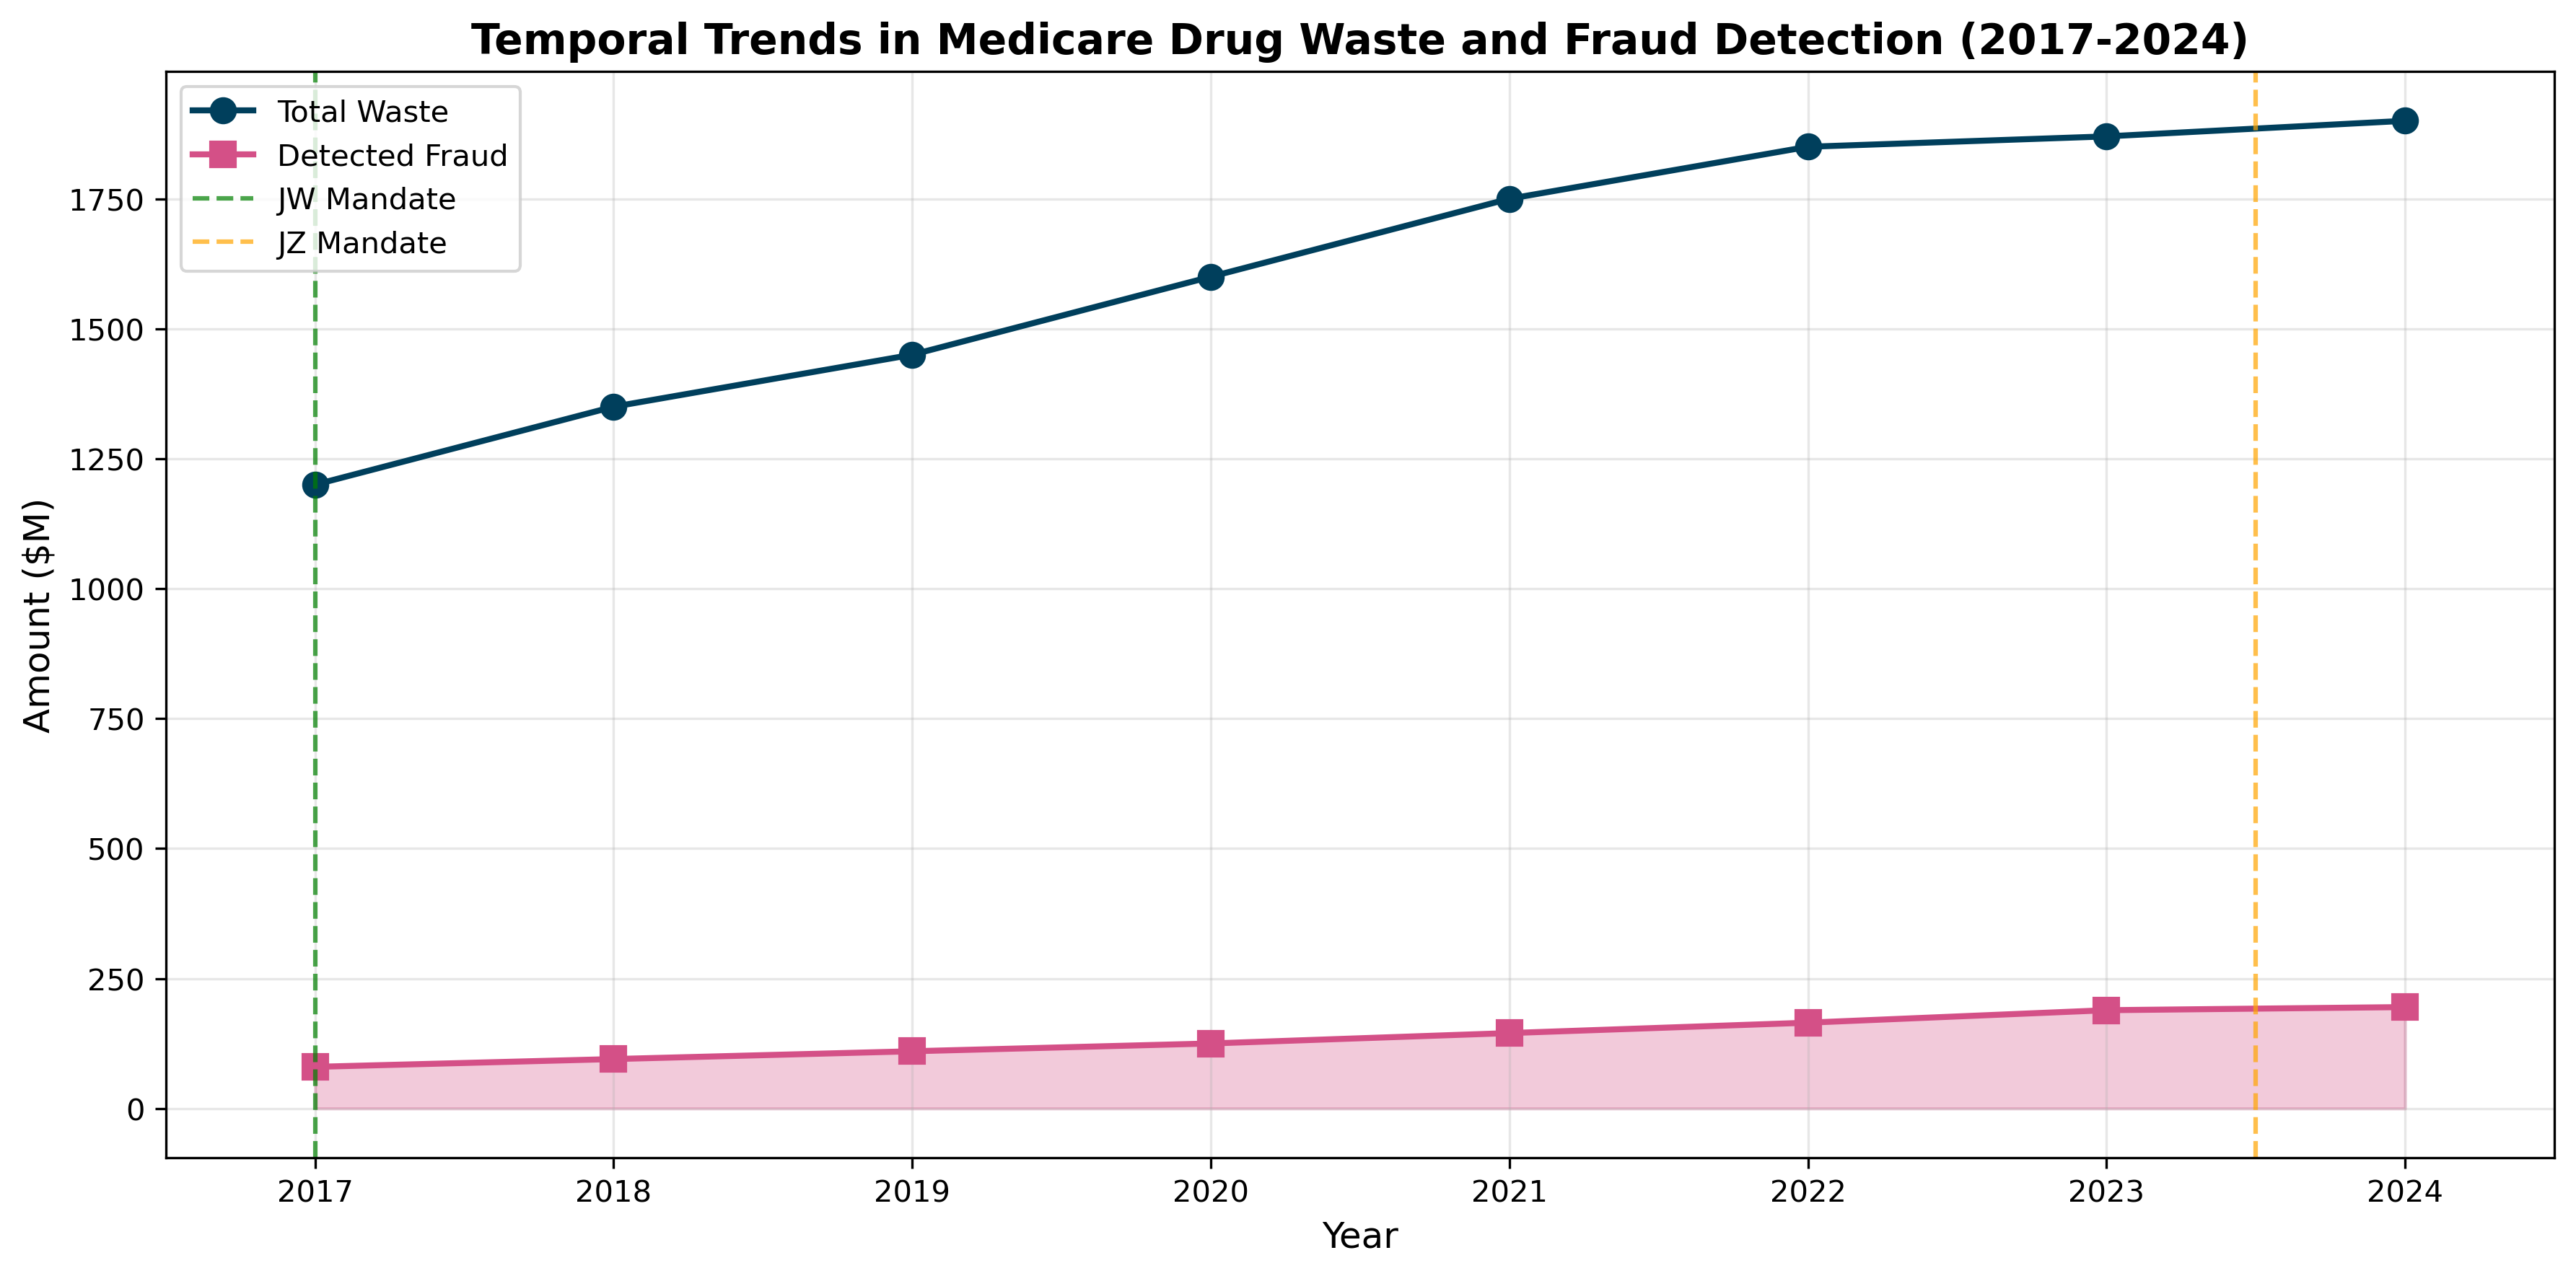 Temporal Trends in Medicare Drug Waste and Fraud Detection (2017-2024)
Total Waste
Detected Fraud
JW Mandate
JZ Mandate
Amount ($M)
1750
1500
1250
1000
750
500
250
0
2017 2018 2019 2020 2021 2022 2023 2024
Year